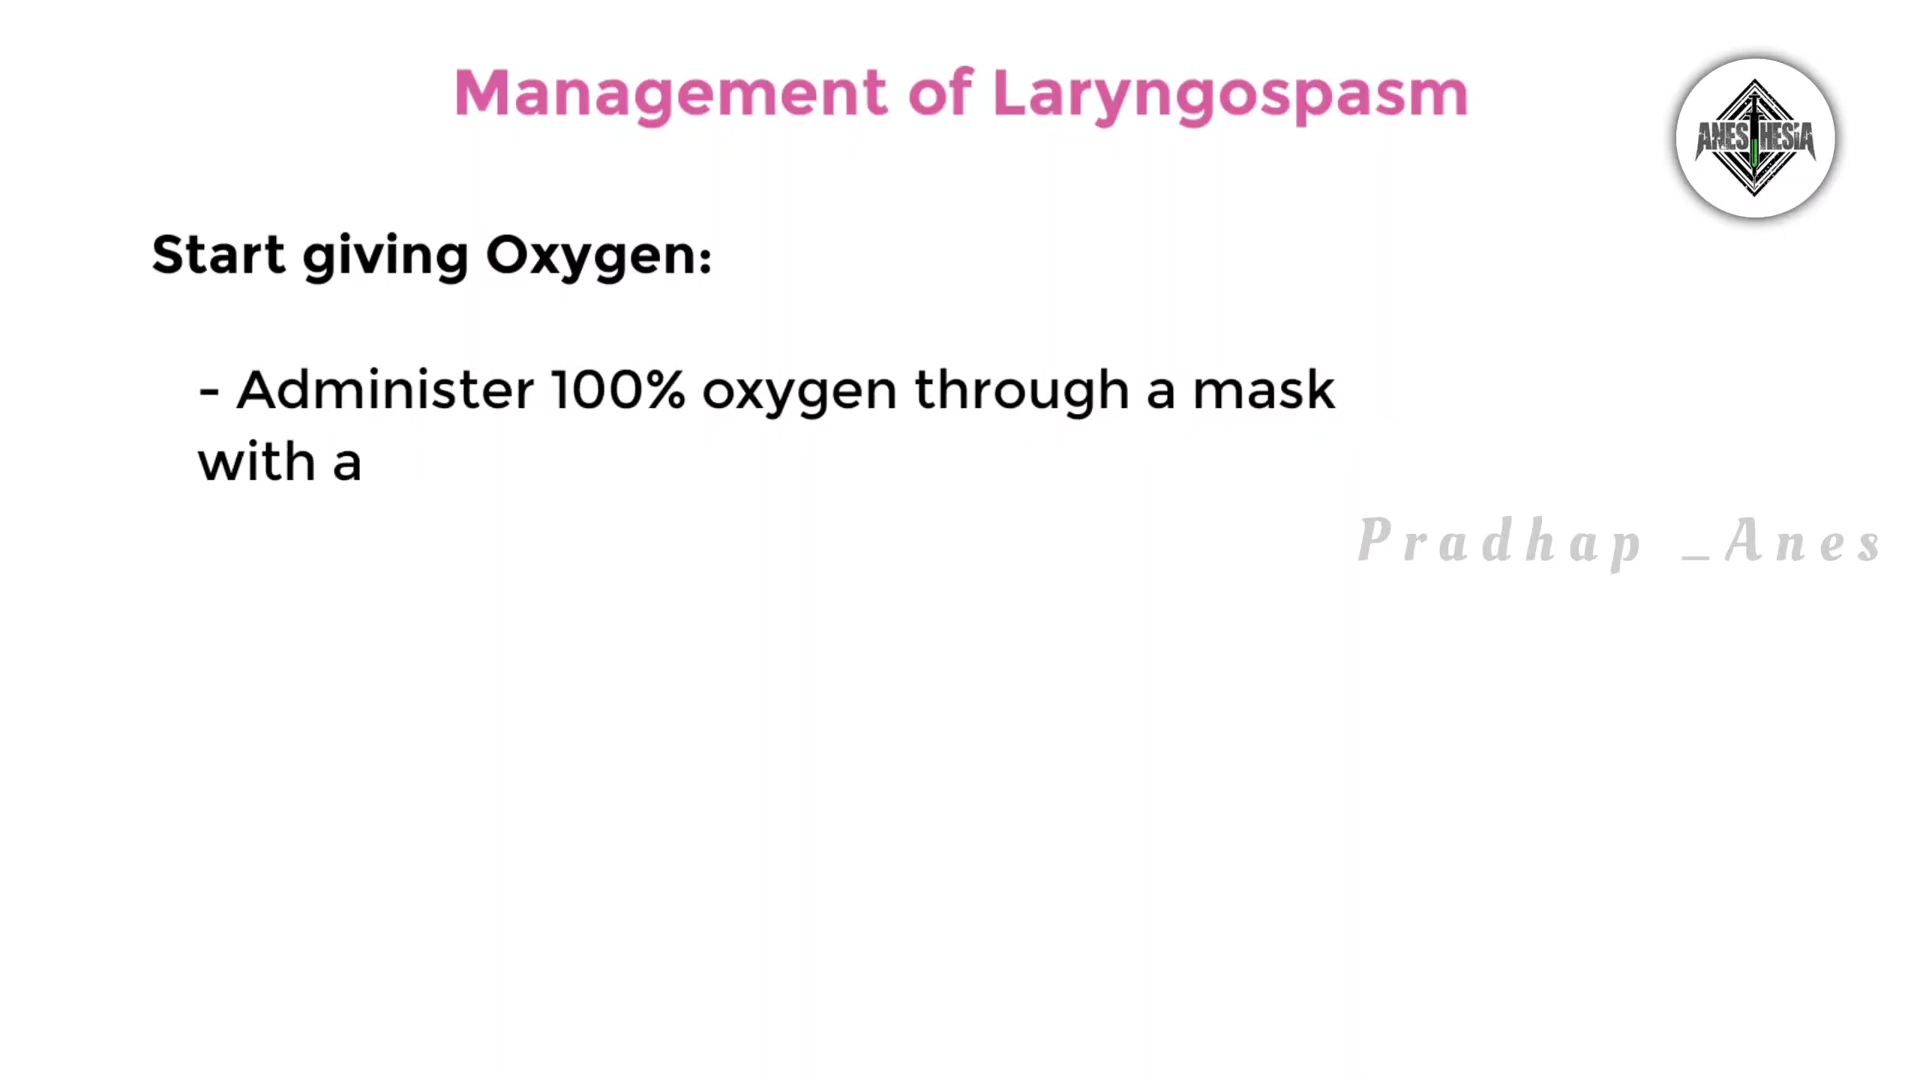 Management of Laryngospasm
ANESTHESIA
Start giving Oxygen:
- Administer 100% oxygen through a mask
with a
Pradhap _Anes